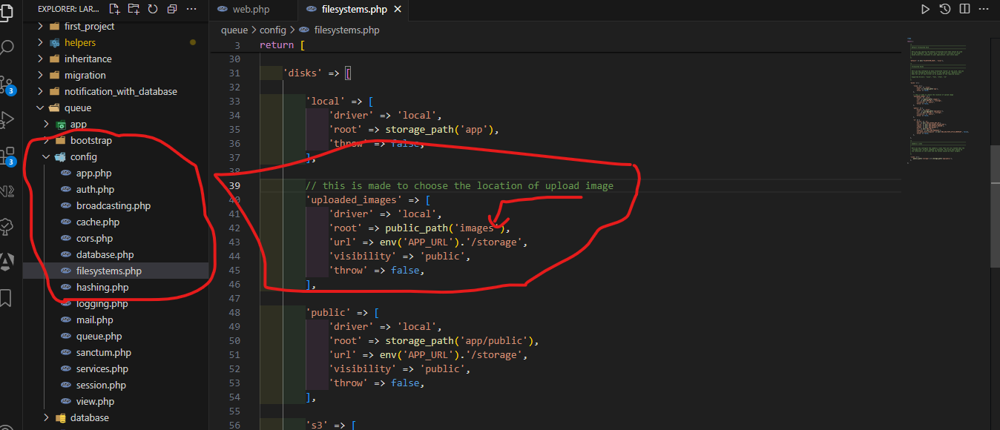 EXPLORER: LAR...
first_project
helpers
inheritance
migration
notification_with_database
queue
app
bootstrap
config
app.php
auth.php
broadcasting.php
cache.php
cors.php
database.php
filesystems.php
hashing.php
logging.php
mail.php
queue.php
sanctum.php
services.php
session.php
view.php
database
3
3
web.php
filesystems.php
queue > config > filesystems.php
3 return [
30
31 'disks' => [
32
33 'local' => [
34 'driver' => 'local',
35 'root' => storage_path('app'),
36 'throw' => false,
37 ],
38
39 // this is made to choose the location of upload image
40 'uploaded_images' => [
41 'driver' => 'local',
42 'root' => public_path('images'),
43 'url' => env('APP_URL').'/storage',
44 'visibility' => 'public',
45 'throw' => false,
46 ],
47
48 'public' => [
49 'driver' => 'local',
50 'root' => storage_path('app/public'),
51 'url' => env('APP_URL').'/storage',
52 'visibility' => 'public',
53 'throw' => false,
54 ],
55
56 's3' => [